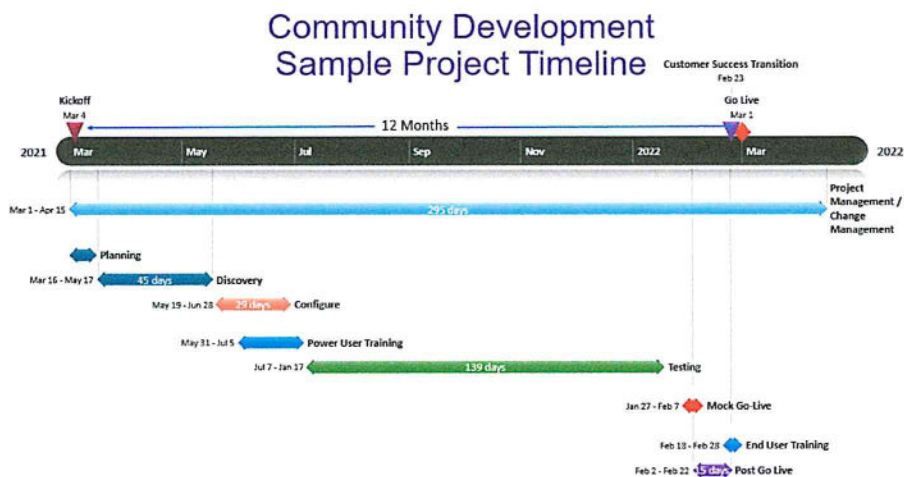 Community Development
Sample Project Timeline
Customer Success Transition
Feb 23
Kickoff
Mar 4
Go Live
Mar 1
12 Months
2021 Mar May Jul Sep Nov 2022 Mar 2022
Mar 1 - Apr 15 295 days Project Management / Change Management
Planning
Mar 16 - May 17 45 days Discovery
May 19 - Jun 28 29 days Configure
May 31 - Jul 5 Power User Training
Jul 7 - Jan 17 139 days Testing
Jan 27 - Feb 7 Mock Go-Live
Feb 18 - Feb 28 End User Training
Feb 2 - Feb 22 15 days Post Go Live